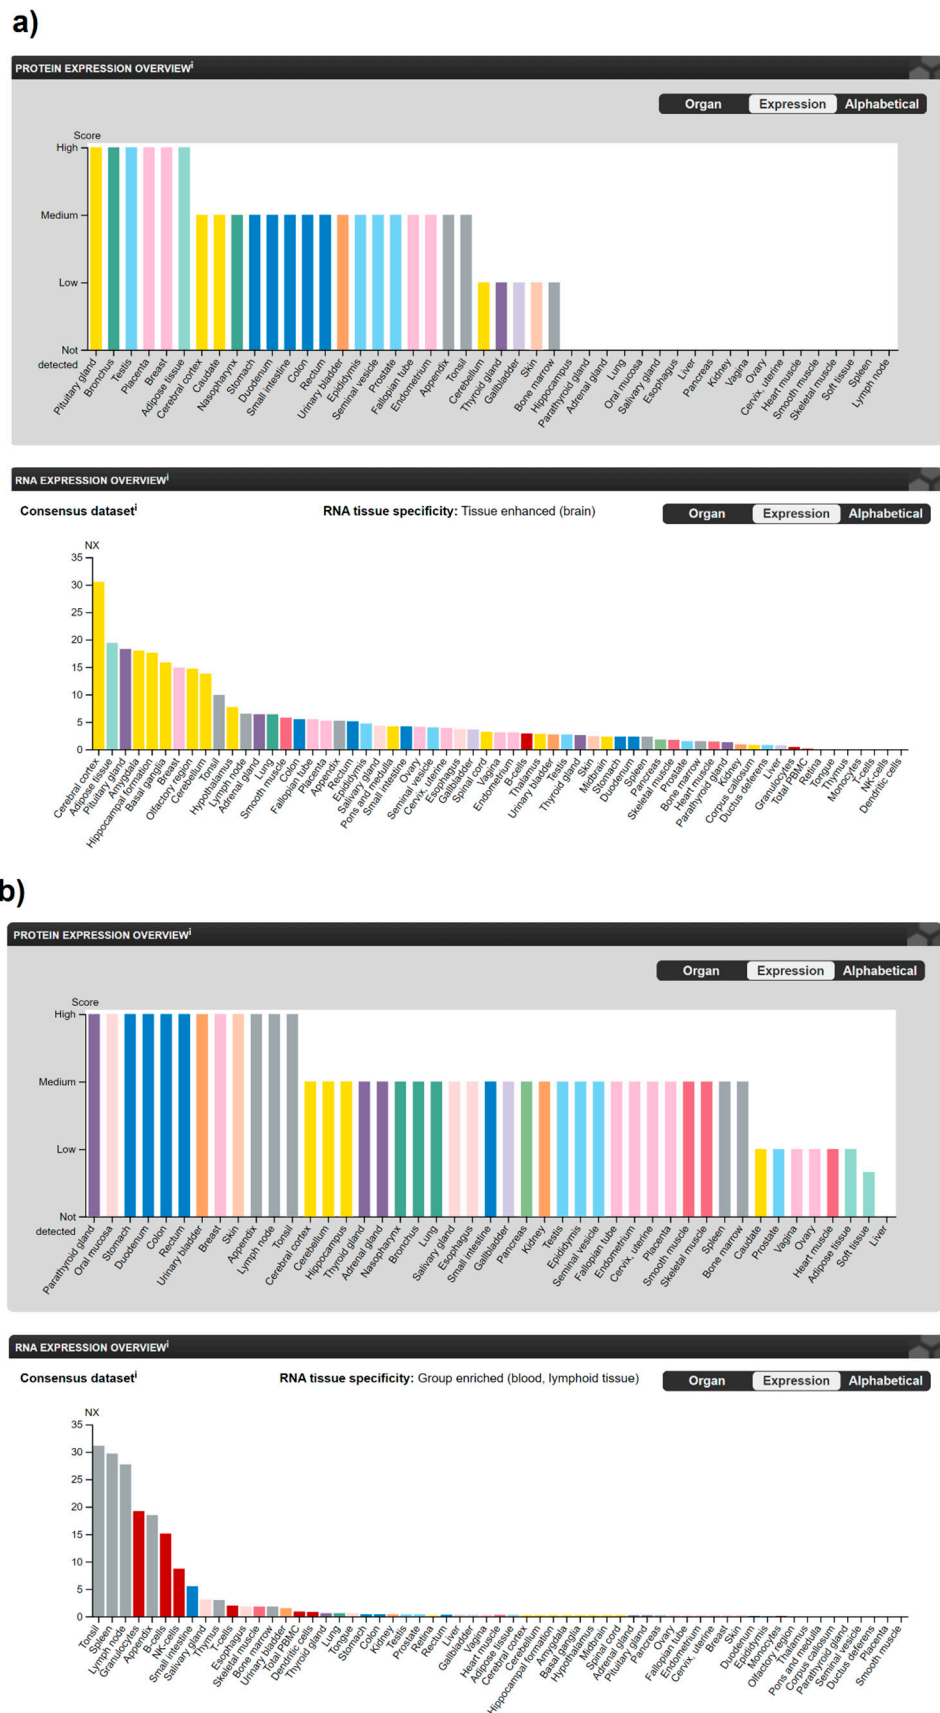 a)
PROTEIN EXPRESSION OVERVIEWi
Organ Expression Alphabetical
Score
High
Medium
Low
Not
detected
Pituitary gland
Bronchus
Testis
Placenta
Breast
Adipose tissue
Cerebral cortex
Caudate
Nasopharynx
Stomach
Duodenum
Small intestine
Colon
Rectum
Urinary bladder
Epididymis
Seminal vesicle
Prostate
Fallopian tube
Endometrium
Appendix
Tonsil
Cerebellum
Thyroid gland
Gallbladder
Skin
Bone marrow
Hippocampus
Parathyroid gland
Adrenal gland
Lung
Oral mucosa
Salivary gland
Esophagus
Liver
Pancreas
Kidney
Vagina
Ovary
Cervix, uterine
Heart muscle
Smooth muscle
Skeletal muscle
Soft tissue
Spleen
Lymph node
RNA EXPRESSION OVERVIEWi
Consensus dataseti RNA tissue specificity: Tissue enhanced (brain) Organ Expression Alphabetical
NX
35
30
25
20
15
10
5
0
Cerebral cortex
Adipose tissue
Pituitary gland
Amygdala
Hippocampal formation
Basal ganglia
Breast
Olfactory region
Cerebellum
Tonsil
Hypothalamus
Lymph node
Adrenal gland
Lung
Smooth muscle
Colon
Fallopian tube
Placenta
Appendix
Rectum
Epididymis
Salivary gland
Pons and medulla
Small intestine
Ovary
Seminal vesicle
Cervix, uterine
Esophagus
Gallbladder
Spinal cord
Vagina
Endometrium
B-cells
Thalamus
Urinary bladder
Testis
Thyroid gland
Skin
Midbrain
Stomach
Duodenum
Spleen
Pancreas
Skeletal muscle
Prostate
Bone marrow
Heart muscle
Parathyroid gland
Kidney
Corpus callosum
Ductus deferens
Liver
Granulocytes
Total PBMC
Retina
Tongue
Thymus
Monocytes
T-cells
NK-cells
Dendritic cells
b)
PROTEIN EXPRESSION OVERVIEWi
Organ Expression Alphabetical
Score
High
Medium
Low
Not
detected
Parathyroid gland
Oral mucosa
Stomach
Duodenum
Colon
Rectum
Urinary bladder
Breast
Skin
Appendix
Lymph node
Tonsil
Cerebral cortex
Cerebellum
Hippocampus
Thyroid gland
Adrenal gland
Nasopharynx
Bronchus
Lung
Salivary gland
Esophagus
Small intestine
Gallbladder
Pancreas
Kidney
Testis
Epididymis
Seminal vesicle
Fallopian tube
Endometrium
Cervix, uterine
Placenta
Smooth muscle
Skeletal muscle
Spleen
Bone marrow
Caudate
Prostate
Vagina
Ovary
Heart muscle
Adipose tissue
Soft tissue
Liver
RNA EXPRESSION OVERVIEWi
Consensus dataseti RNA tissue specificity: Group enriched (blood, lymphoid tissue) Organ Expression Alphabetical
NX
35
30
25
20
15
10
5
0
Tonsil
Spleen
Lymph node
Granulocytes
Appendix
B-cells
NK-cells
Small intestine
Salivary gland
Thymus
T-cells
Esophagus
Skeletal muscle
Bone marrow
Urinary bladder
Total PBMC
Dendritic cells
Thyroid gland
Lung
Tongue
Stomach
Colon
Kidney
Testis
Prostate
Retina
Rectum
Liver
Gallbladder
Vagina
Heart muscle
Adipose tissue
Cerebral cortex
Cerebellum
Hippocampal formation
Amygdala
Basal ganglia
Hypothalamus
Midbrain
Spinal cord
Adrenal gland
Pituitary gland
Pancreas
Ovary
Fallopian tube
Endometrium
Cervix, uterine
Breast
Skin
Duodenum
Epididymis
Monocytes
Olfactory region
Thalamus
Pons and medulla
Corpus callosum
Parathyroid gland
Seminal vesicle
Ductus deferens
Placenta
Smooth muscle